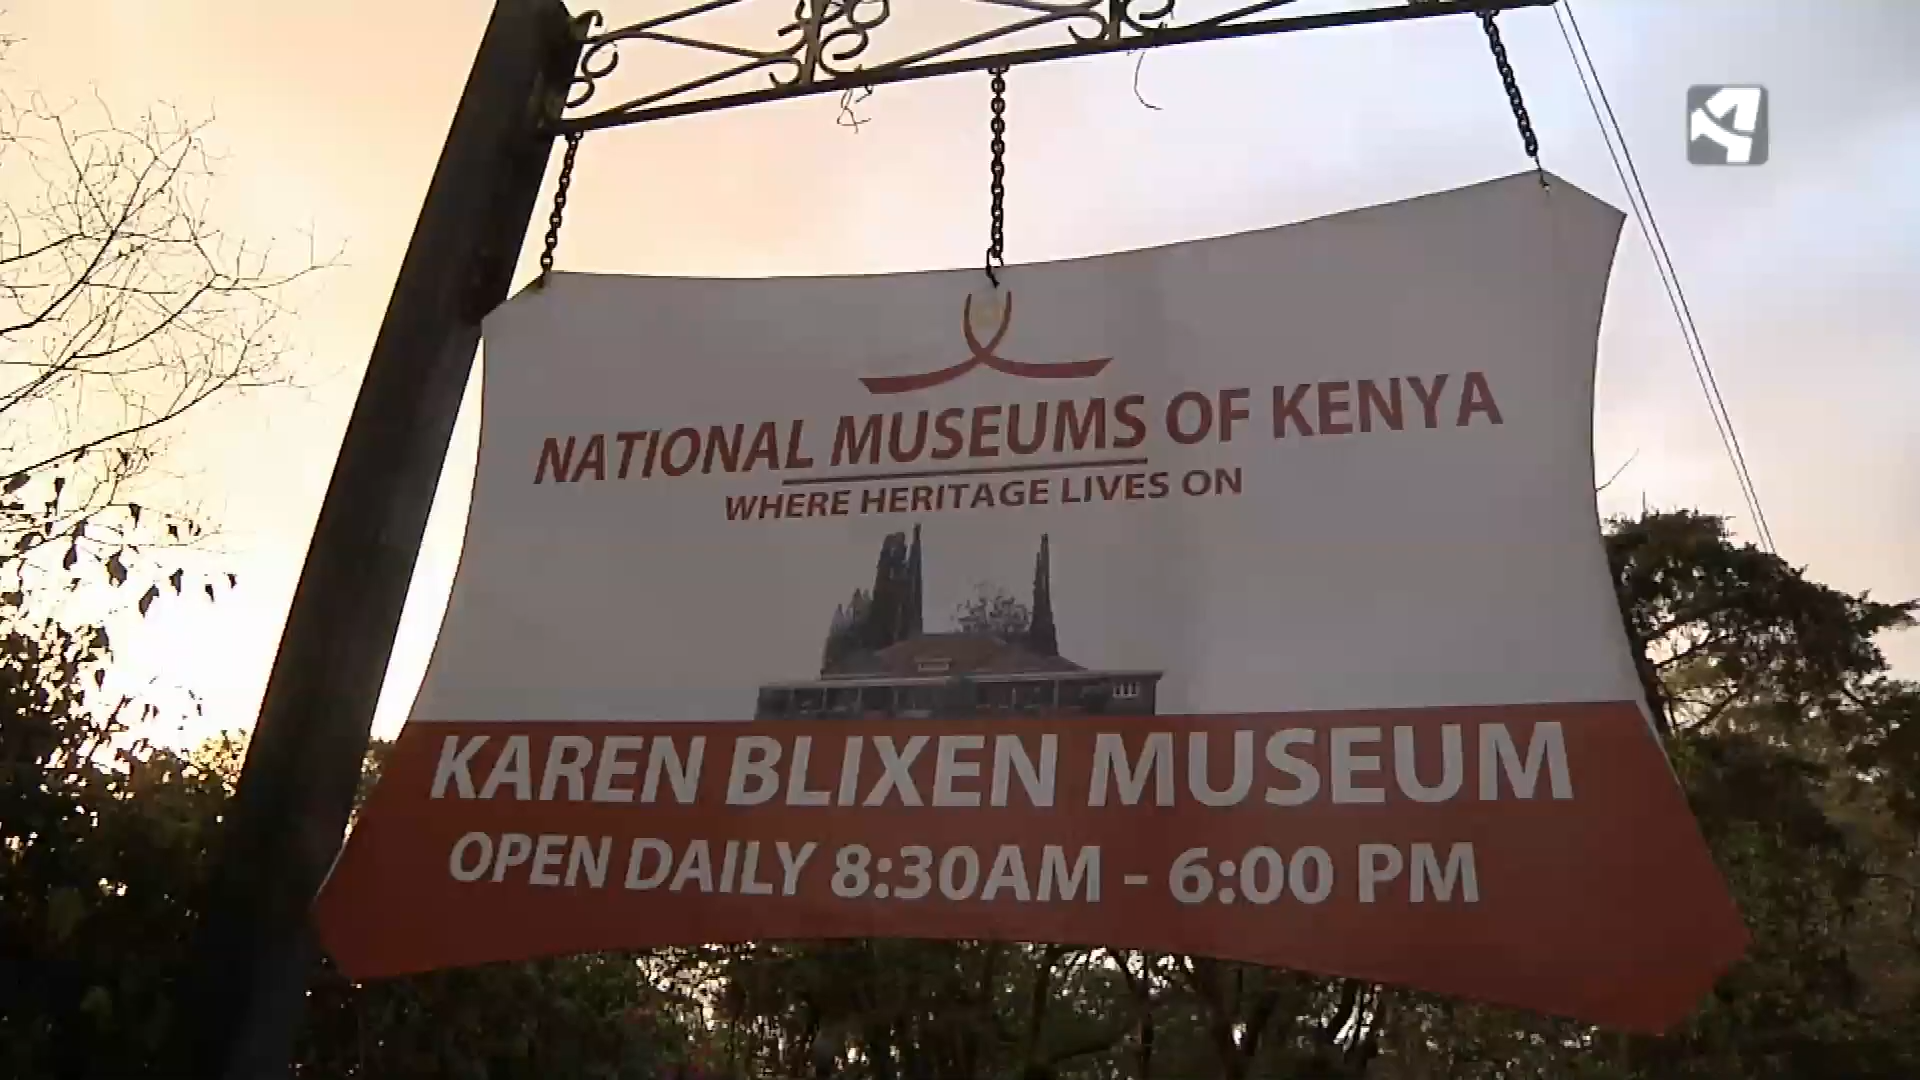 NATIONAL MUSEUMS OF KENYA
WHERE HERITAGE LIVES ON
KAREN BLIXEN MUSEUM
OPEN DAILY 8:30AM - 6:00 PM